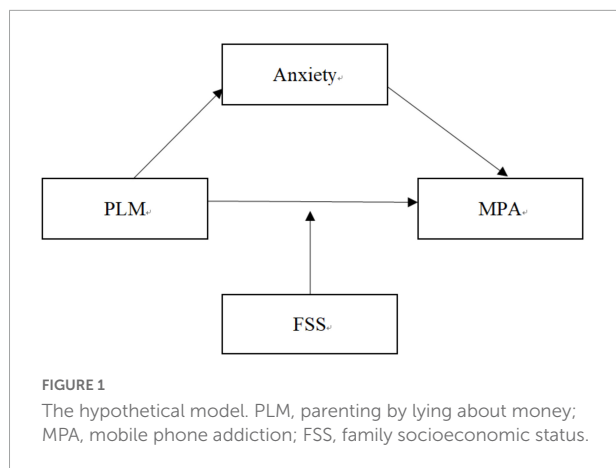 Anxiety
PLM
MPA
FSS
FIGURE 1
The hypothetical model. PLM, parenting by lying about money;
MPA, mobile phone addiction; FSS, family socioeconomic status.